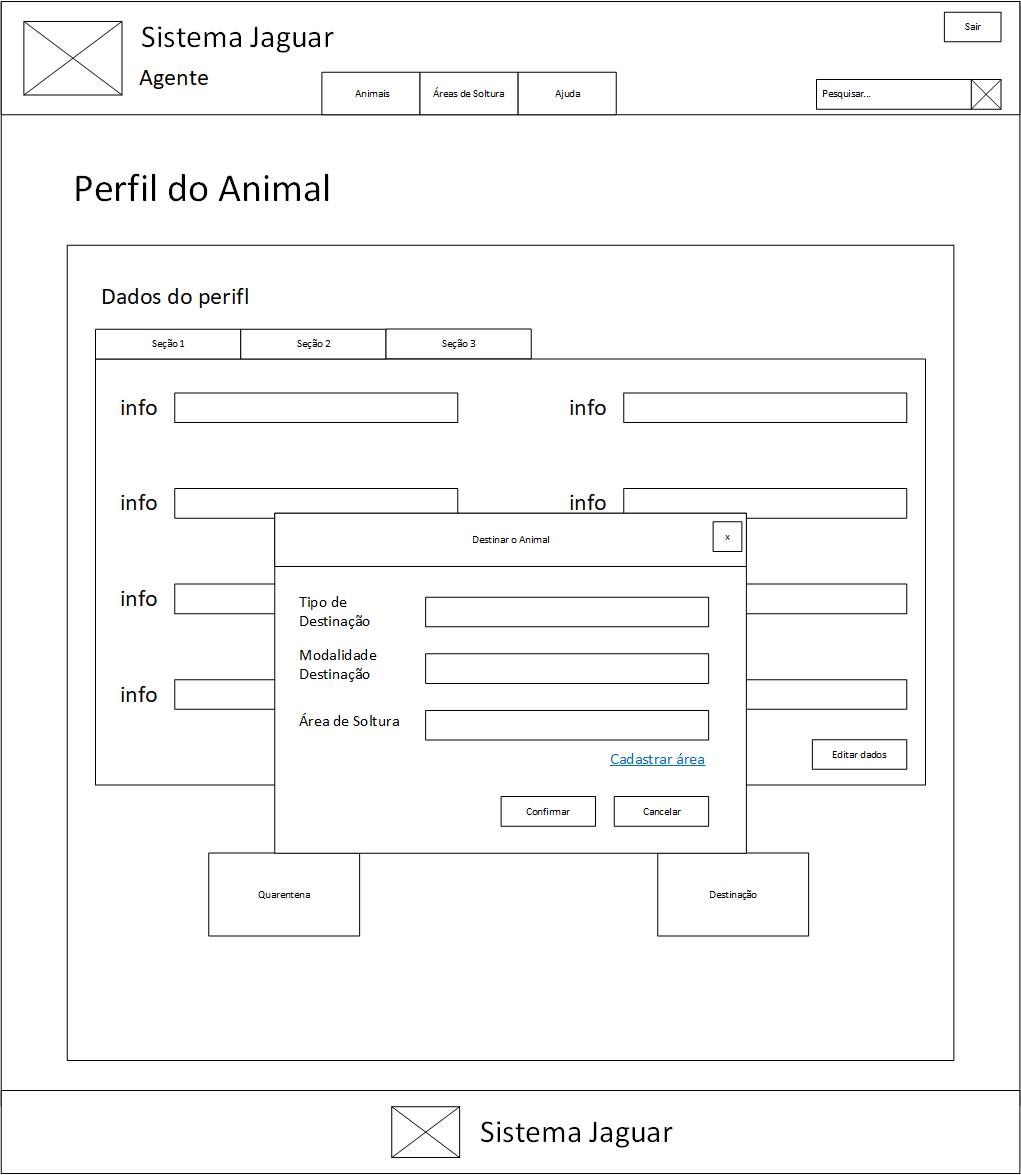 Sistema Jaguar
Sair
Agente
Animais
Áreas de Soltura
Ajuda
Pesquisar...
Perfil do Animal
Dados do perifl
Seção 1
Seção 2
Seção 3
info
info
info
info
Destinar o Animal
x
info
Tipo de
Destinação
Modalidade
Destinação
info
Área de Soltura
Cadastrar área
Editar dados
Confirmar
Cancelar
Quarentena
Destinação
Sistema Jaguar